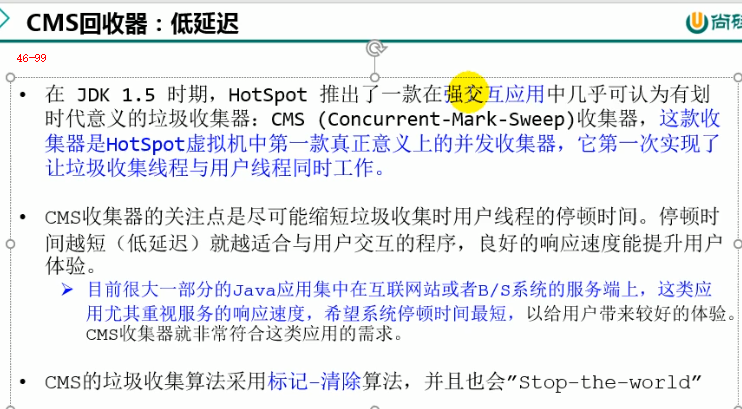 CMS回收器：低延迟
尚硅
46-99
• 在 JDK 1.5 时期，HotSpot 推出了一款在强交互应用中几乎可认为有划
时代意义的垃圾收集器：CMS (Concurrent-Mark-Sweep)收集器，这款收
集器是HotSpot虚拟机中第一款真正意义上的并发收集器，它第一次实现了
让垃圾收集线程与用户线程同时工作。
• CMS收集器的关注点是尽可能缩短垃圾收集时用户线程的停顿时间。停顿时
间越短（低延迟）就越适合与用户交互的程序，良好的响应速度能提升用户
体验。
➢ 目前很大一部分的Java应用集中在互联网站或者B/S系统的服务端上，这类应
用尤其重视服务的响应速度，希望系统停顿时间最短，以给用户带来较好的体验。
CMS收集器就非常符合这类应用的需求。
• CMS的垃圾收集算法采用标记-清除算法，并且也会”Stop-the-world”